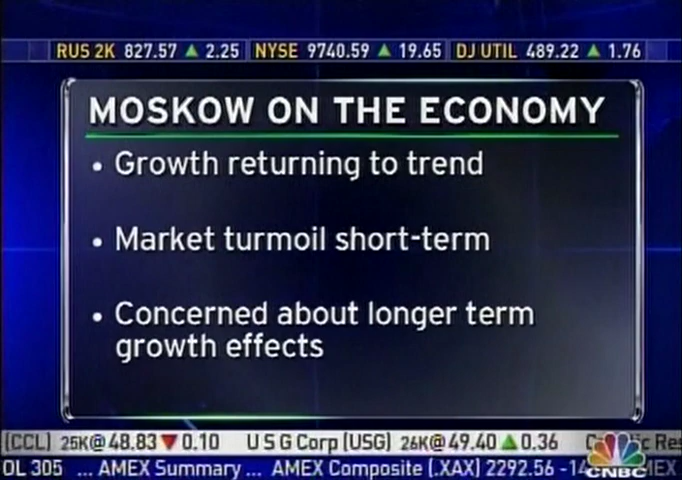 RUS 2K 827.57 ▲ 2.25 NYSE 9740.59 ▲ 19.65 DJ UTIL 489.22 ▲ 1.76
MOSKOW ON THE ECONOMY
• Growth returning to trend
• Market turmoil short-term
• Concerned about longer term
growth effects
(CCL) 25K@48.83▼0.10 USG Corp (USG) 26K@49.40▲0.36
OL 305 ... AMEX Summary ... AMEX Composite (.XAX) 2292.56
CNBC